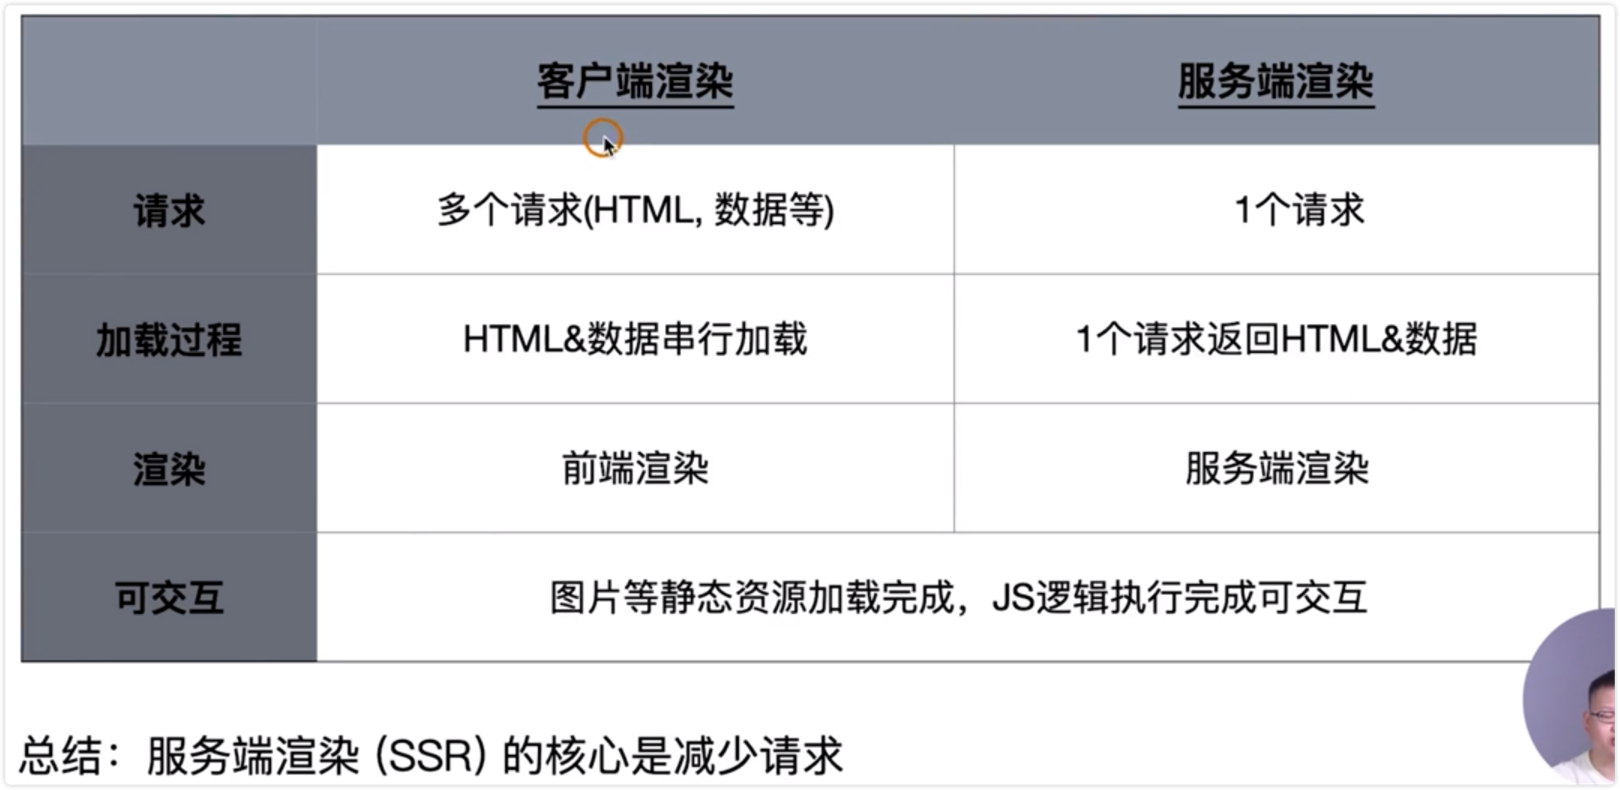 客户端渲染 服务端渲染
请求 多个请求(HTML, 数据等) 1个请求
加载过程 HTML&数据串行加载 1个请求返回HTML&数据
渲染 前端渲染 服务端渲染
可交互 图片等静态资源加载完成，JS逻辑执行完成可交互
总结：服务端渲染 (SSR) 的核心是减少请求